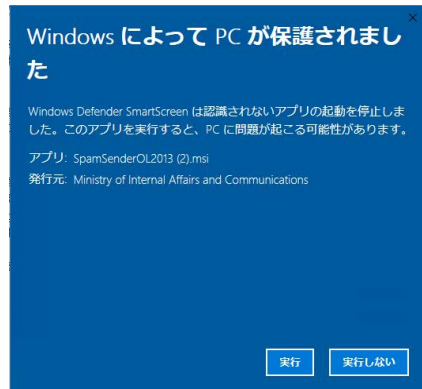 Windows によって PC が保護されまし
た
Windows Defender SmartScreen は認識されないアプリの起動を停止しま
した。このアプリを実行すると、PC に問題が起こる可能性があります。
アプリ: SpamSenderOL2013 (2).msi
発行元: Ministry of Internal Affairs and Communications
実行 実行しない